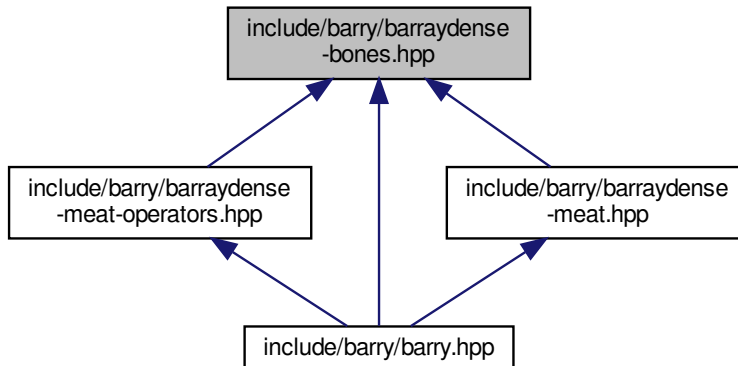 include/barry/barraydense
-bones.hpp
include/barry/barraydense
-meat-operators.hpp
include/barry/barraydense
-meat.hpp
include/barry/barry.hpp